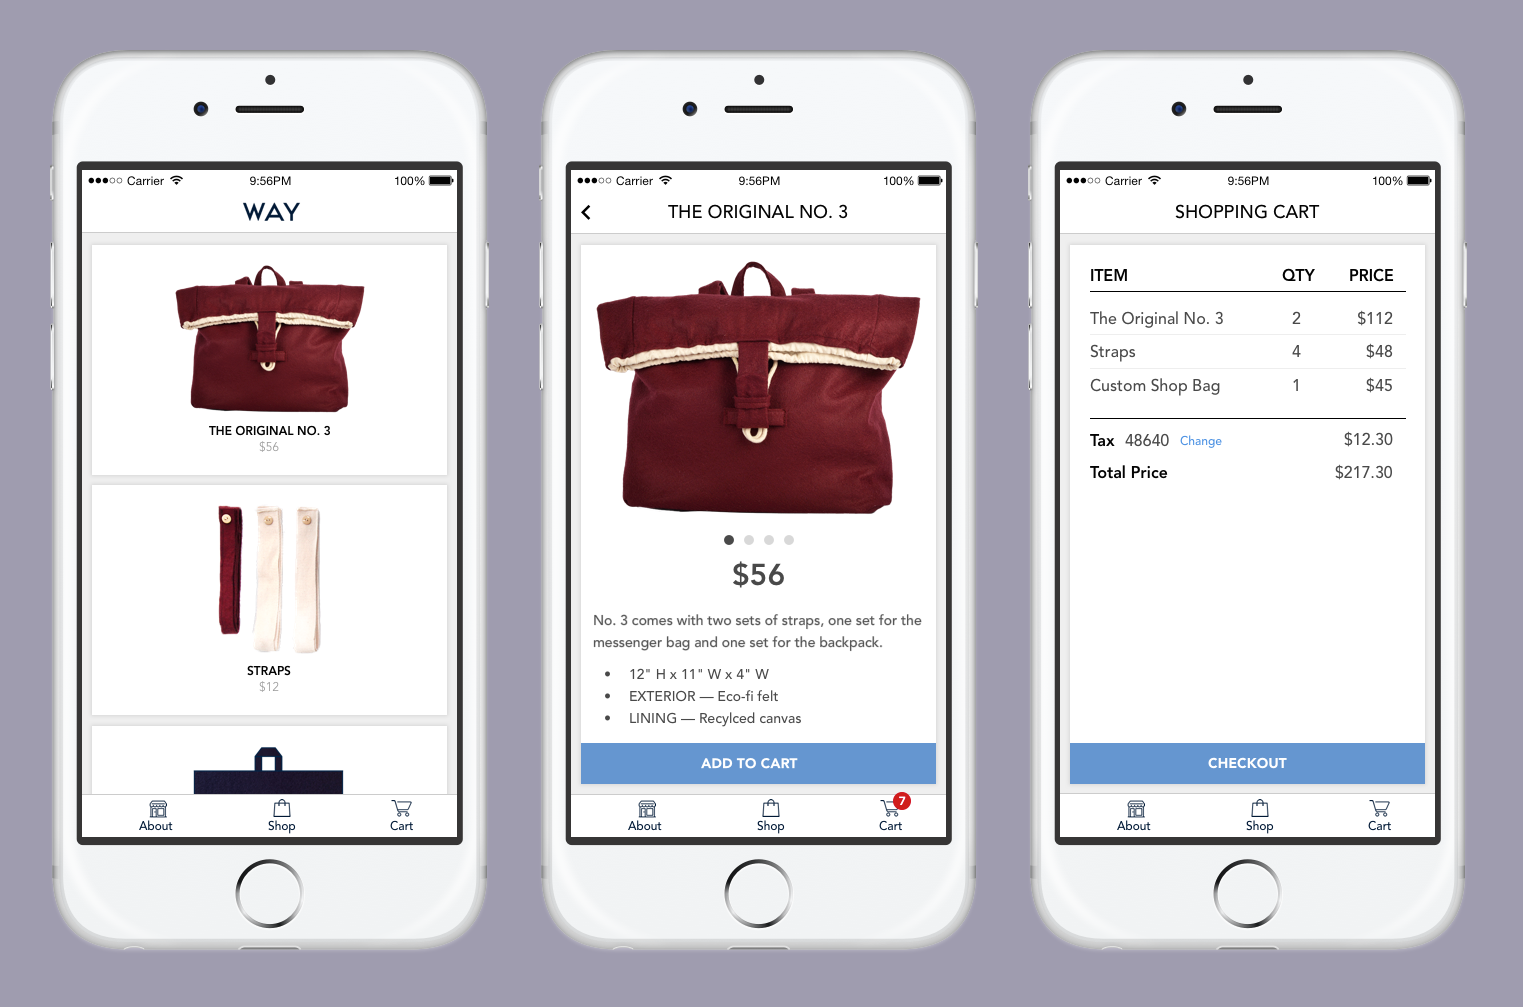 Carrier 9:56PM 100%
WAY
THE ORIGINAL NO. 3
$56
STRAPS
$12
About Shop Cart
Carrier 9:56PM 100%
THE ORIGINAL NO. 3
$56
No. 3 comes with two sets of straps, one set for the
messenger bag and one set for the backpack.
• 12" H x 11" W x 4" W
• EXTERIOR — Eco-fi felt
• LINING — Recylced canvas
ADD TO CART
7
About Shop Cart
Carrier 9:56PM 100%
SHOPPING CART
ITEM QTY PRICE
The Original No. 3 2 $112
Straps 4 $48
Custom Shop Bag 1 $45
Tax 48640 Change $12.30
Total Price $217.30
CHECKOUT
About Shop Cart